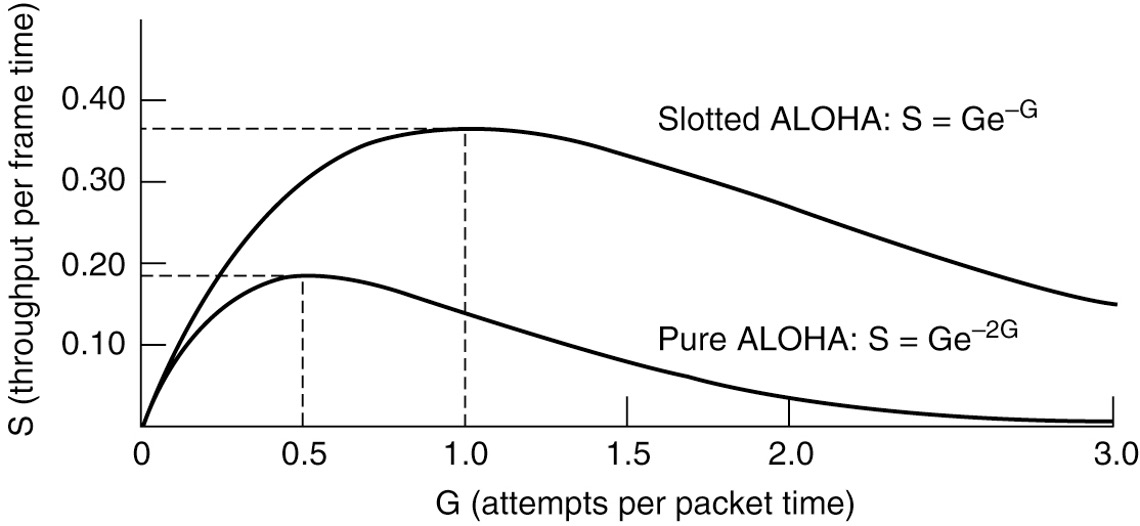 S (throughput per frame time)
0.40
0.30
0.20
0.10
Slotted ALOHA: S = Ge⁻ᴳ
Pure ALOHA: S = Ge⁻²ᴳ
0 0.5 1.0 1.5 2.0 3.0
G (attempts per packet time)